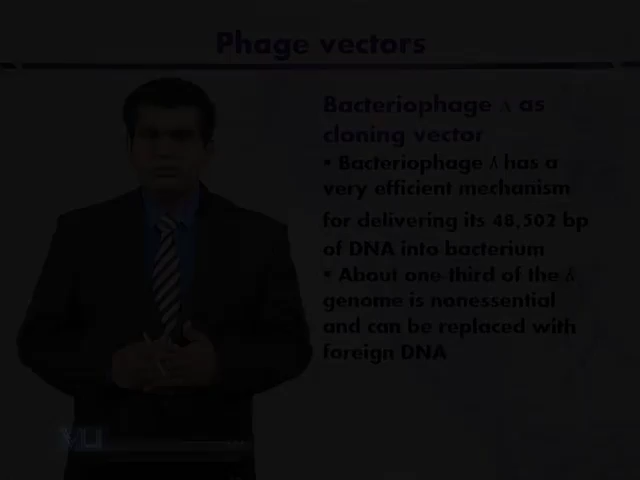 Phage vectors
Bacteriophage λ as
cloning vector
▪ Bacteriophage λ has a
very efficient mechanism
for delivering its 48,502 bp
of DNA into bacterium
▪ About one-third of the λ
genome is nonessential
and can be replaced with
foreign DNA
VU